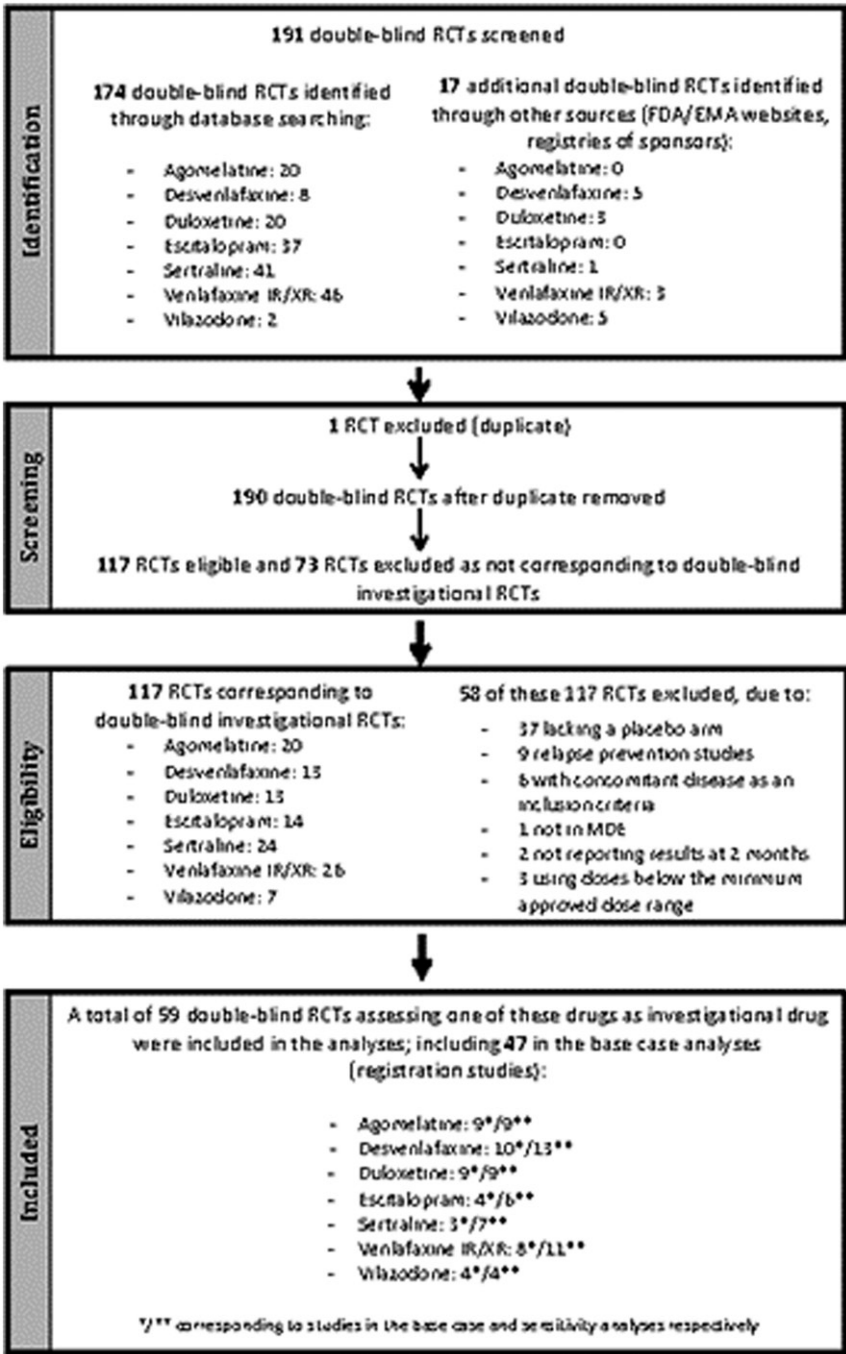 Identification
191 double-blind RCTs screened
174 double-blind RCTs identified
through database searching:
- Agomelatine: 20
- Desvenlafaxine: 8
- Duloxetine: 20
- Escitalopram: 37
- Sertraline: 41
- Venlafaxine IR/XR: 46
- Vilazodone: 2
17 additional double-blind RCTs identified
through other sources (FDA/EMA websites,
registries of sponsors):
- Agomelatine: 0
- Desvenlafaxine: 5
- Duloxetine: 3
- Escitalopram: 0
- Sertraline: 1
- Venlafaxine IR/XR: 3
- Vilazodone: 5
Screening
1 RCT excluded (duplicate)
190 double-blind RCTs after duplicate removed
117 RCTs eligible and 73 RCTs excluded as not corresponding to double-blind
investigational RCTs
Eligibility
117 RCTs corresponding to
double-blind investigational RCTs:
- Agomelatine: 20
- Desvenlafaxine: 13
- Duloxetine: 13
- Escitalopram: 14
- Sertraline: 24
- Venlafaxine IR/XR: 26
- Vilazodone: 7
58 of these 117 RCTs excluded, due to:
- 37 lacking a placebo arm
- 9 relapse prevention studies
- 6 with concomitant disease as an
inclusion criteria
- 1 not in MDE
- 2 not reporting results at 2 months
- 3 using doses below the minimum
approved dose range
Included
A total of 59 double-blind RCTs assessing one of these drugs as investigational drug
were included in the analyses; including 47 in the base case analyses
(registration studies):
- Agomelatine: 9*/9**
- Desvenlafaxine: 10*/13**
- Duloxetine: 9*/9**
- Escitalopram: 4*/6**
- Sertraline: 3*/7**
- Venlafaxine IR/XR: 8*/11**
- Vilazodone: 4*/4**
*/** corresponding to studies in the base case and sensitivity analyses respectively